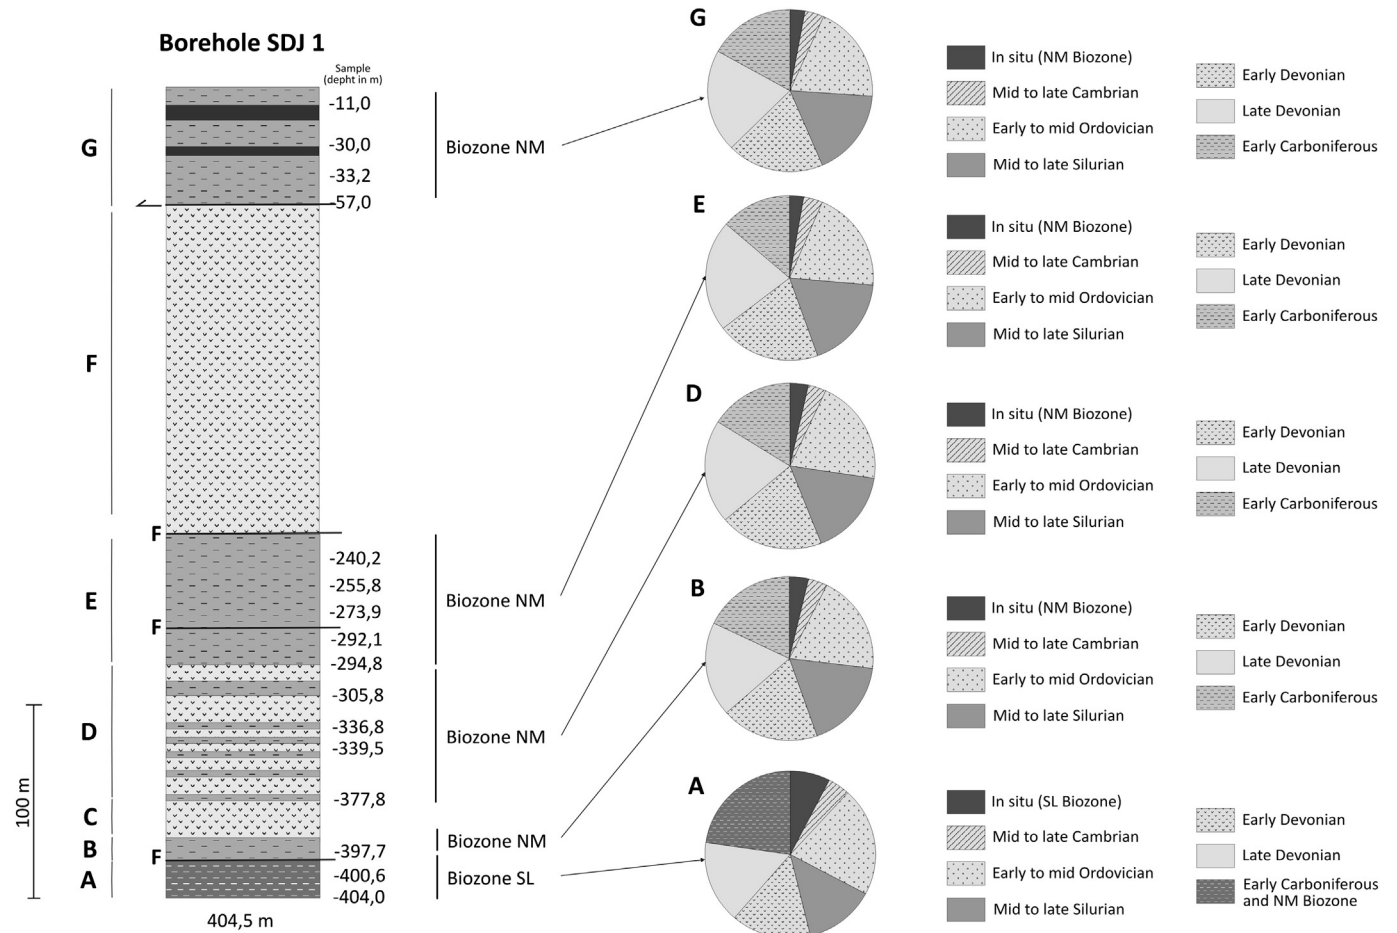 Borehole SDJ 1
Sample
(depht in m)
-11,0
-30,0
-33,2
-57,0
-240,2
-255,8
-273,9
-292,1
-294,8
-305,8
-336,8
-339,5
-377,8
-397,7
-400,6
-404,0
404,5 m
100 m
G
F
E
D
C
B
A
F
F
F
Biozone NM
Biozone NM
Biozone NM
Biozone NM
Biozone SL
G
In situ (NM Biozone)
Mid to late Cambrian
Early to mid Ordovician
Mid to late Silurian
Early Devonian
Late Devonian
Early Carboniferous
E
In situ (NM Biozone)
Mid to late Cambrian
Early to mid Ordovician
Mid to late Silurian
Early Devonian
Late Devonian
Early Carboniferous
D
In situ (NM Biozone)
Mid to late Cambrian
Early to mid Ordovician
Mid to late Silurian
Early Devonian
Late Devonian
Early Carboniferous
B
In situ (NM Biozone)
Mid to late Cambrian
Early to mid Ordovician
Mid to late Silurian
Early Devonian
Late Devonian
Early Carboniferous
A
In situ (SL Biozone)
Mid to late Cambrian
Early to mid Ordovician
Mid to late Silurian
Early Devonian
Late Devonian
Early Carboniferous
and NM Biozone